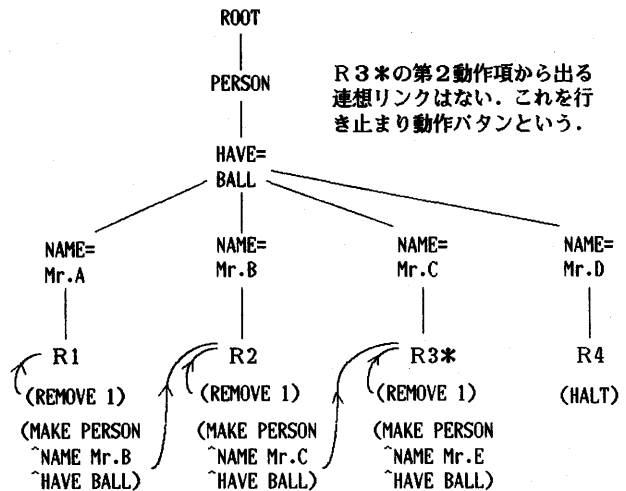 ROOT
PERSON
R3*の第2動作項から出る
連想リンクはない.これを行
き止まり動作パタンという.
HAVE=
BALL
NAME= NAME= NAME= NAME=
Mr.A Mr.B Mr.C Mr.D
R1 R2 R3* R4
(REMOVE 1) (REMOVE 1) (REMOVE 1) (HALT)
(MAKE PERSON (MAKE PERSON (MAKE PERSON
^NAME Mr.B ^NAME Mr.C ^NAME Mr.E
^HAVE BALL) ^HAVE BALL) ^HAVE BALL)